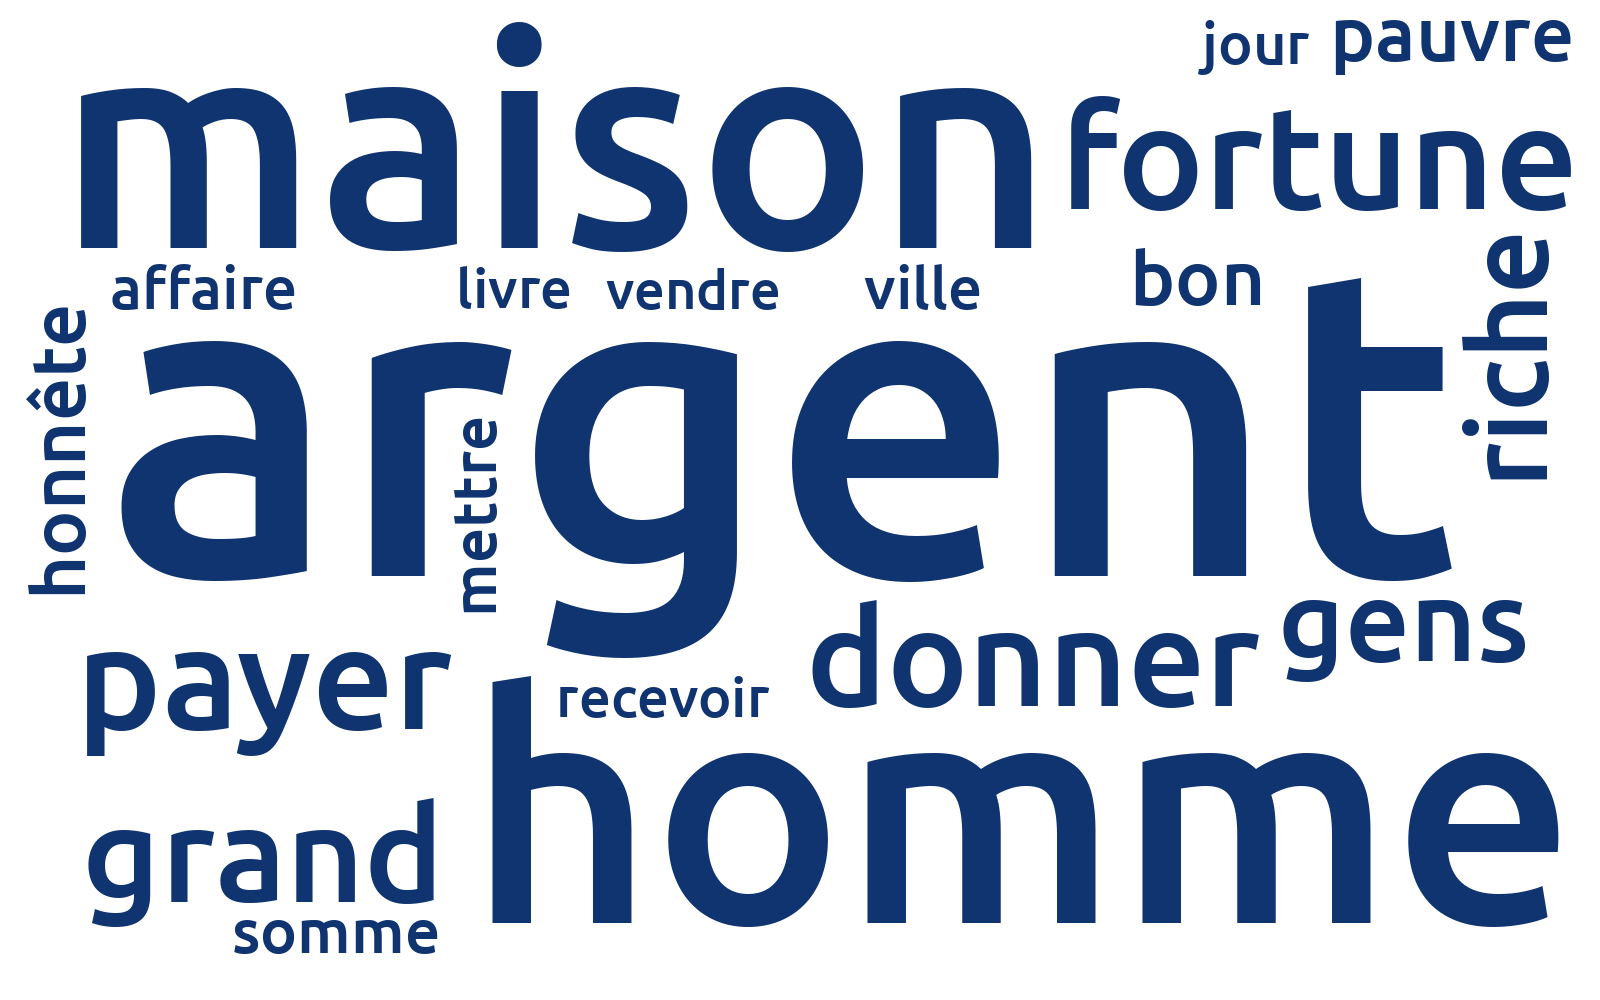 jour pauvre
maison
fortune
affaire livre vendre ville bon
riche
honnête
argent
mettre
donner gens
payer
recevoir
homme
grand
somme